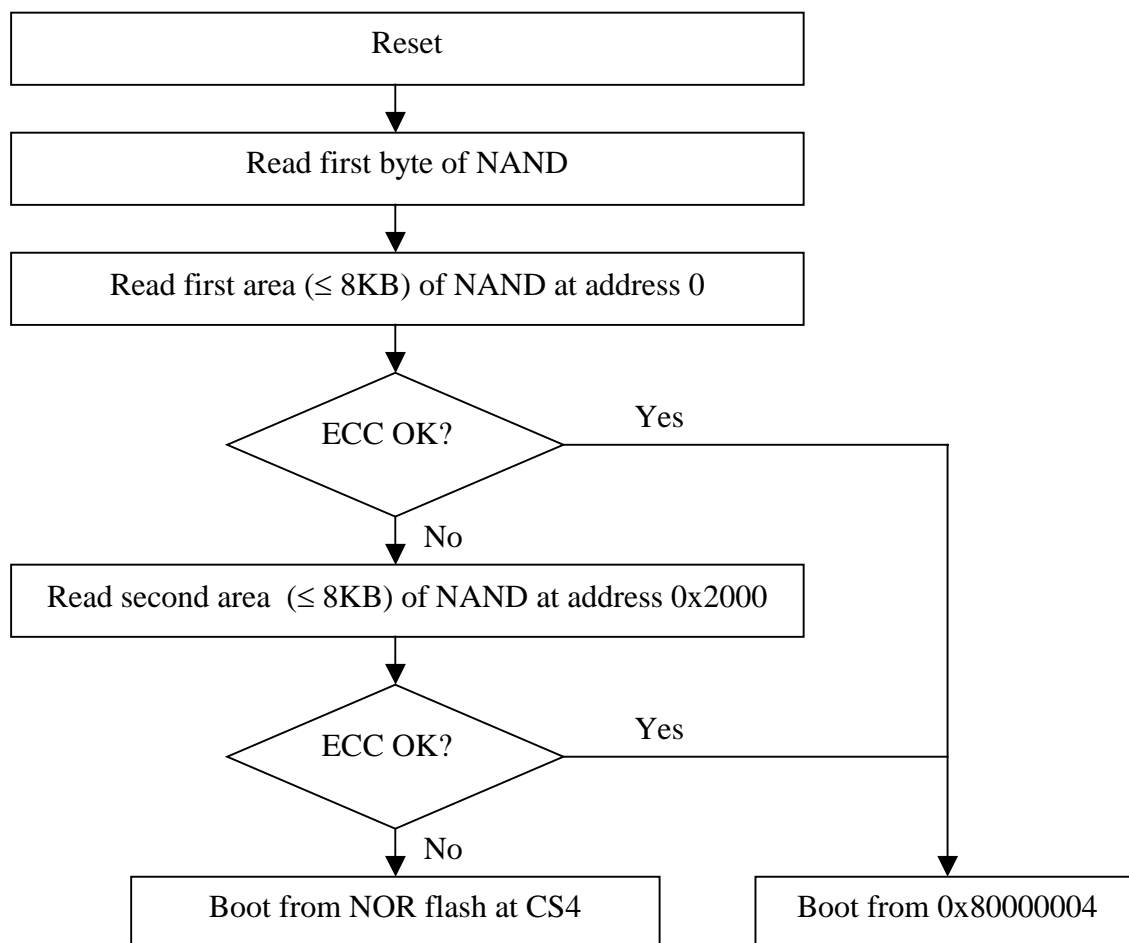 Reset
Read first byte of NAND
Read first area (≤ 8KB) of NAND at address 0
ECC OK?
Yes
No
Read second area (≤ 8KB) of NAND at address 0x2000
ECC OK?
Yes
No
Boot from NOR flash at CS4
Boot from 0x80000004